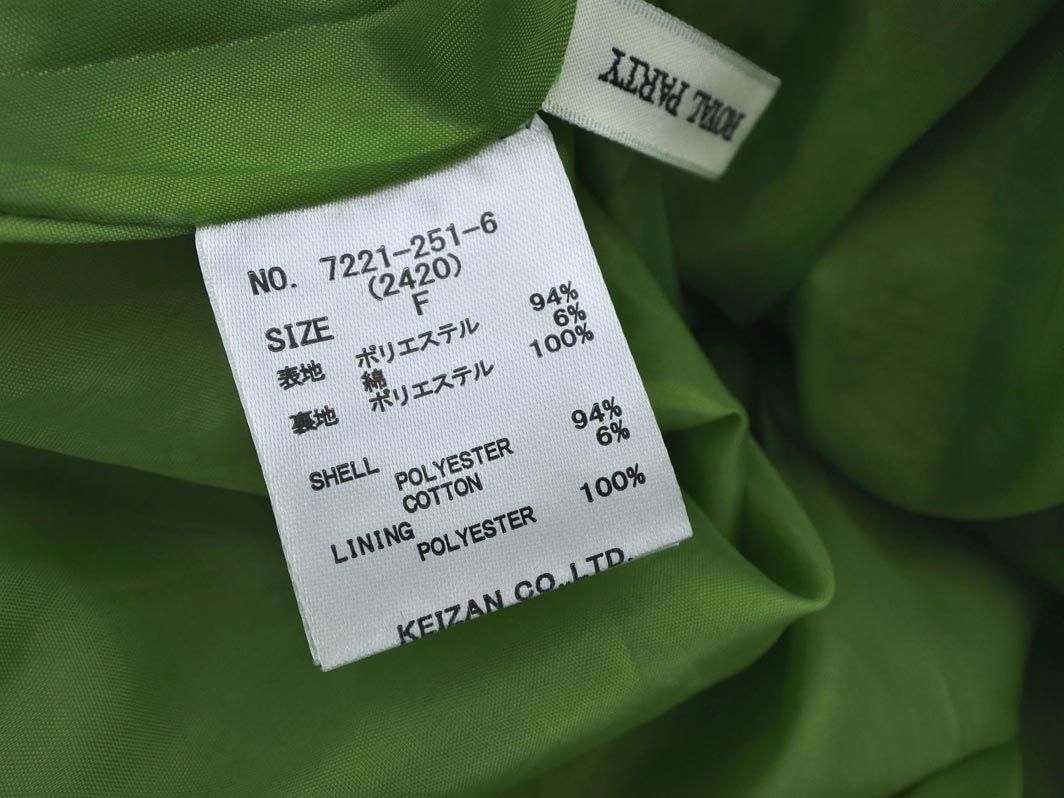 ROYAL PARTY
NO. 7221-251-6
(2420)
SIZE F
表地 ポリエステル 94%
綿 6%
裏地 ポリエステル 100%
SHELL POLYESTER 94%
COTTON 6%
LINING POLYESTER 100%
KEIZAN CO.,LTD.